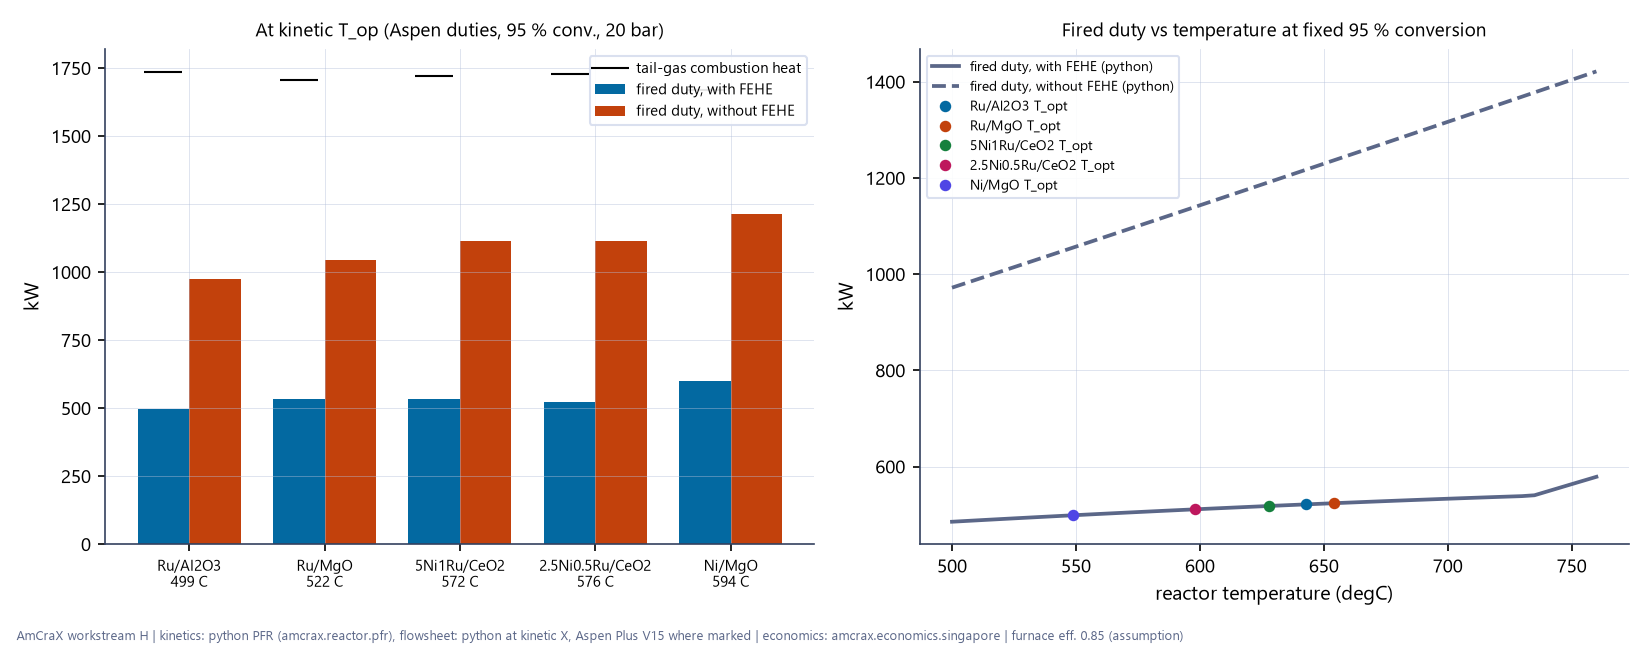 At kinetic T_op (Aspen duties, 95 % conv., 20 bar)
kW
1750
1500
1250
1000
750
500
250
0
tail-gas combustion heat
fired duty, with FEHE
fired duty, without FEHE
Ru/Al2O3
499 C
Ru/MgO
522 C
5Ni1Ru/CeO2
572 C
2.5Ni0.5Ru/CeO2
576 C
Ni/MgO
594 C
Fired duty vs temperature at fixed 95 % conversion
kW
1400
1200
1000
800
600
fired duty, with FEHE (python)
fired duty, without FEHE (python)
Ru/Al2O3 T_opt
Ru/MgO T_opt
5Ni1Ru/CeO2 T_opt
2.5Ni0.5Ru/CeO2 T_opt
Ni/MgO T_opt
500 550 600 650 700 750
reactor temperature (degC)
AmCraX workstream H | kinetics: python PFR (amcrax.reactor.pfr), flowsheet: python at kinetic X, Aspen Plus V15 where marked | economics: amcrax.economics.singapore | furnace eff. 0.85 (assumption)